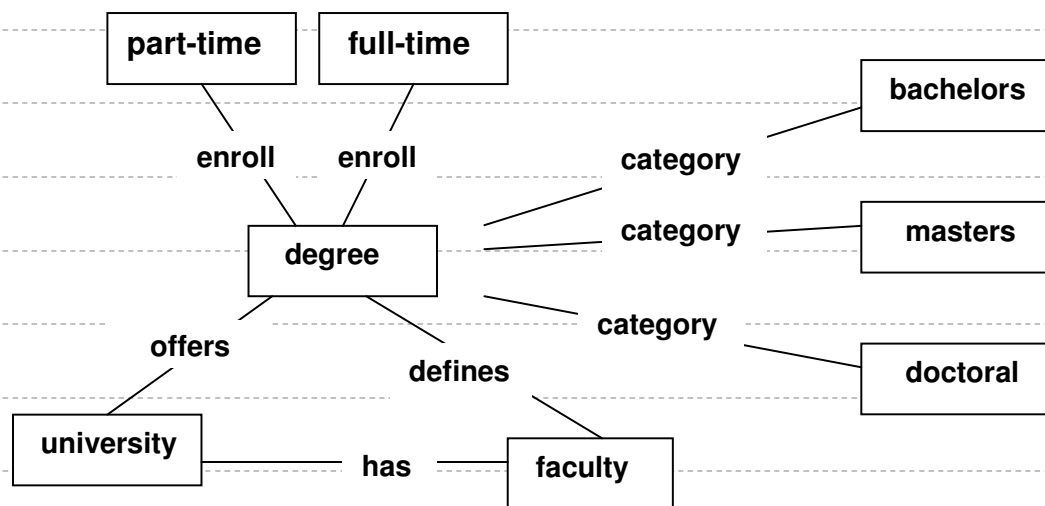 part-time
full-time
bachelors
enroll
enroll
category
category
masters
degree
category
offers
defines
doctoral
university
has
faculty